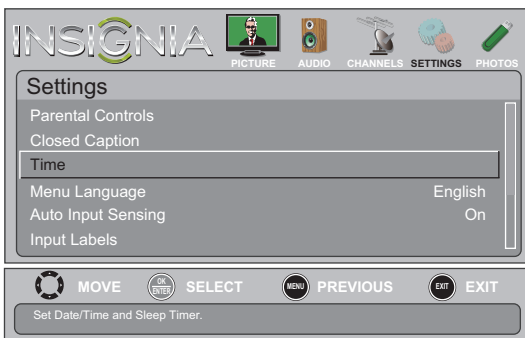 INSIGNIA
PICTURE AUDIO CHANNELS SETTINGS PHOTOS
Settings
Parental Controls
Closed Caption
Time
Menu Language English
Auto Input Sensing On
Input Labels
MOVE OK ENTER SELECT MENU PREVIOUS EXIT EXIT
Set Date/Time and Sleep Timer.